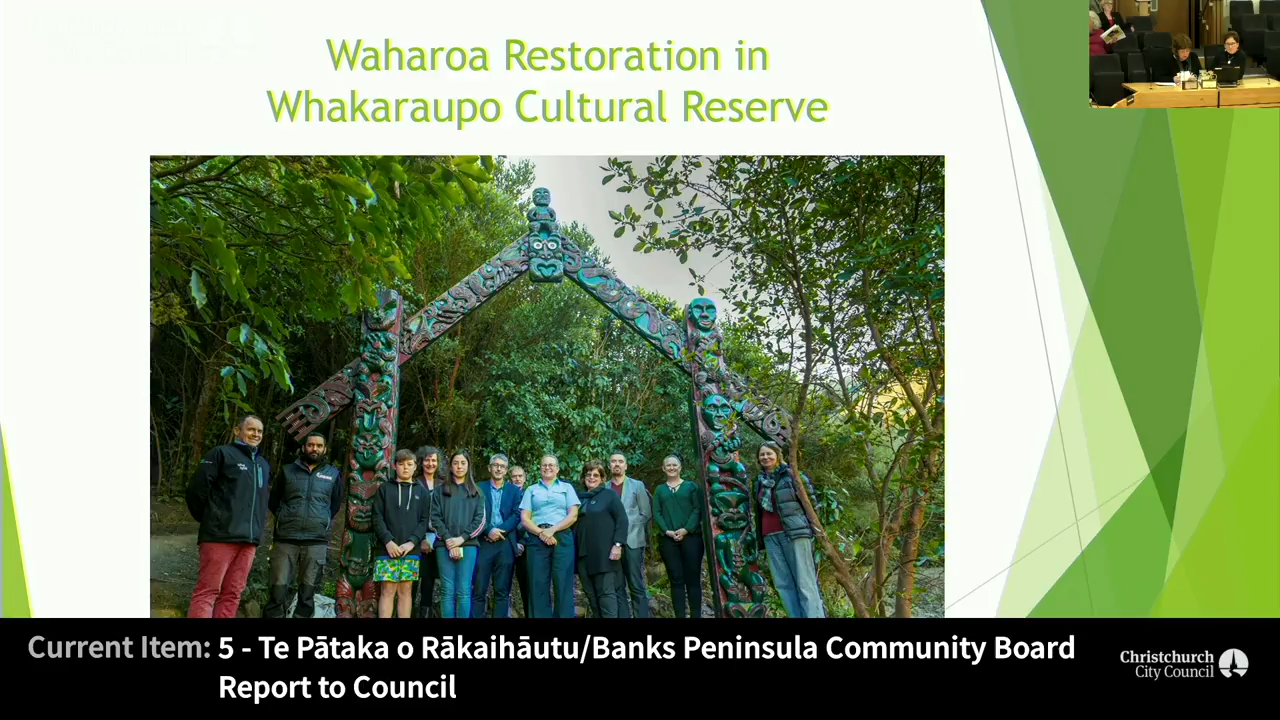 Waharoa Restoration in
Whakaraupo Cultural Reserve
Current Item: 5 - Te Pātaka o Rākaihāutu/Banks Peninsula Community Board
Report to Council
Christchurch
City Council